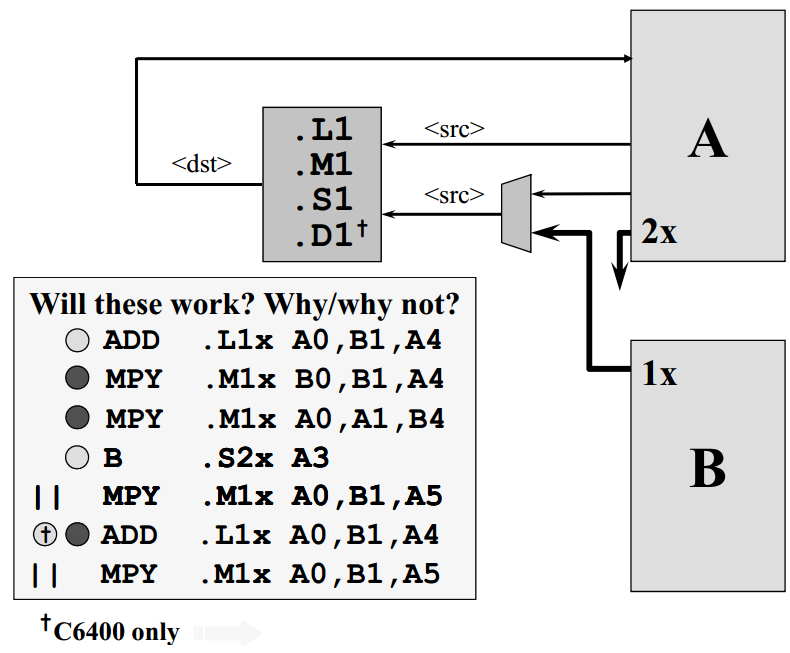 A
<src>
.L1
.M1
<dst>
<src>
.S1
.D1†
2x
Will these work? Why/why not?
ADD .L1x A0,B1,A4
MPY .M1x B0,B1,A4
MPY .M1x A0,A1,B4
B .S2x A3
|| MPY .M1x A0,B1,A5
† ADD .L1x A0,B1,A4
|| MPY .M1x A0,B1,A5
1x
B
†C6400 only